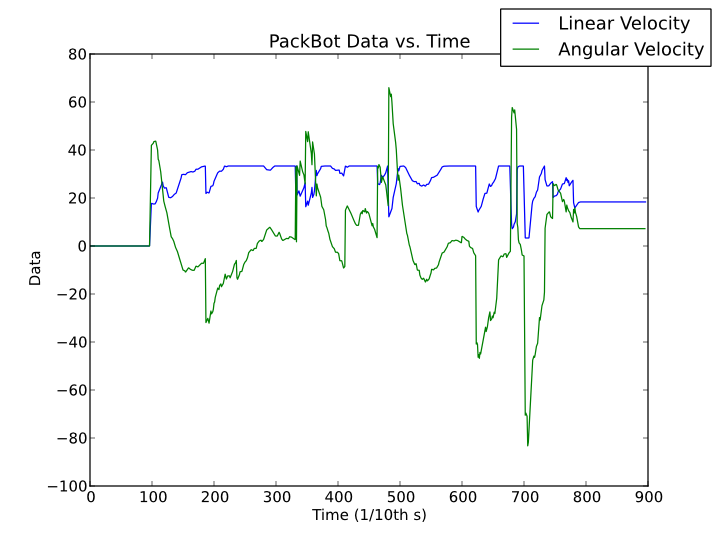 Linear Velocity
Angular Velocity
PackBot Data vs. Time
80
60
40
20
0
−20
−40
−60
−80
−100
Data
0 100 200 300 400 500 600 700 800 900
Time (1/10th s)